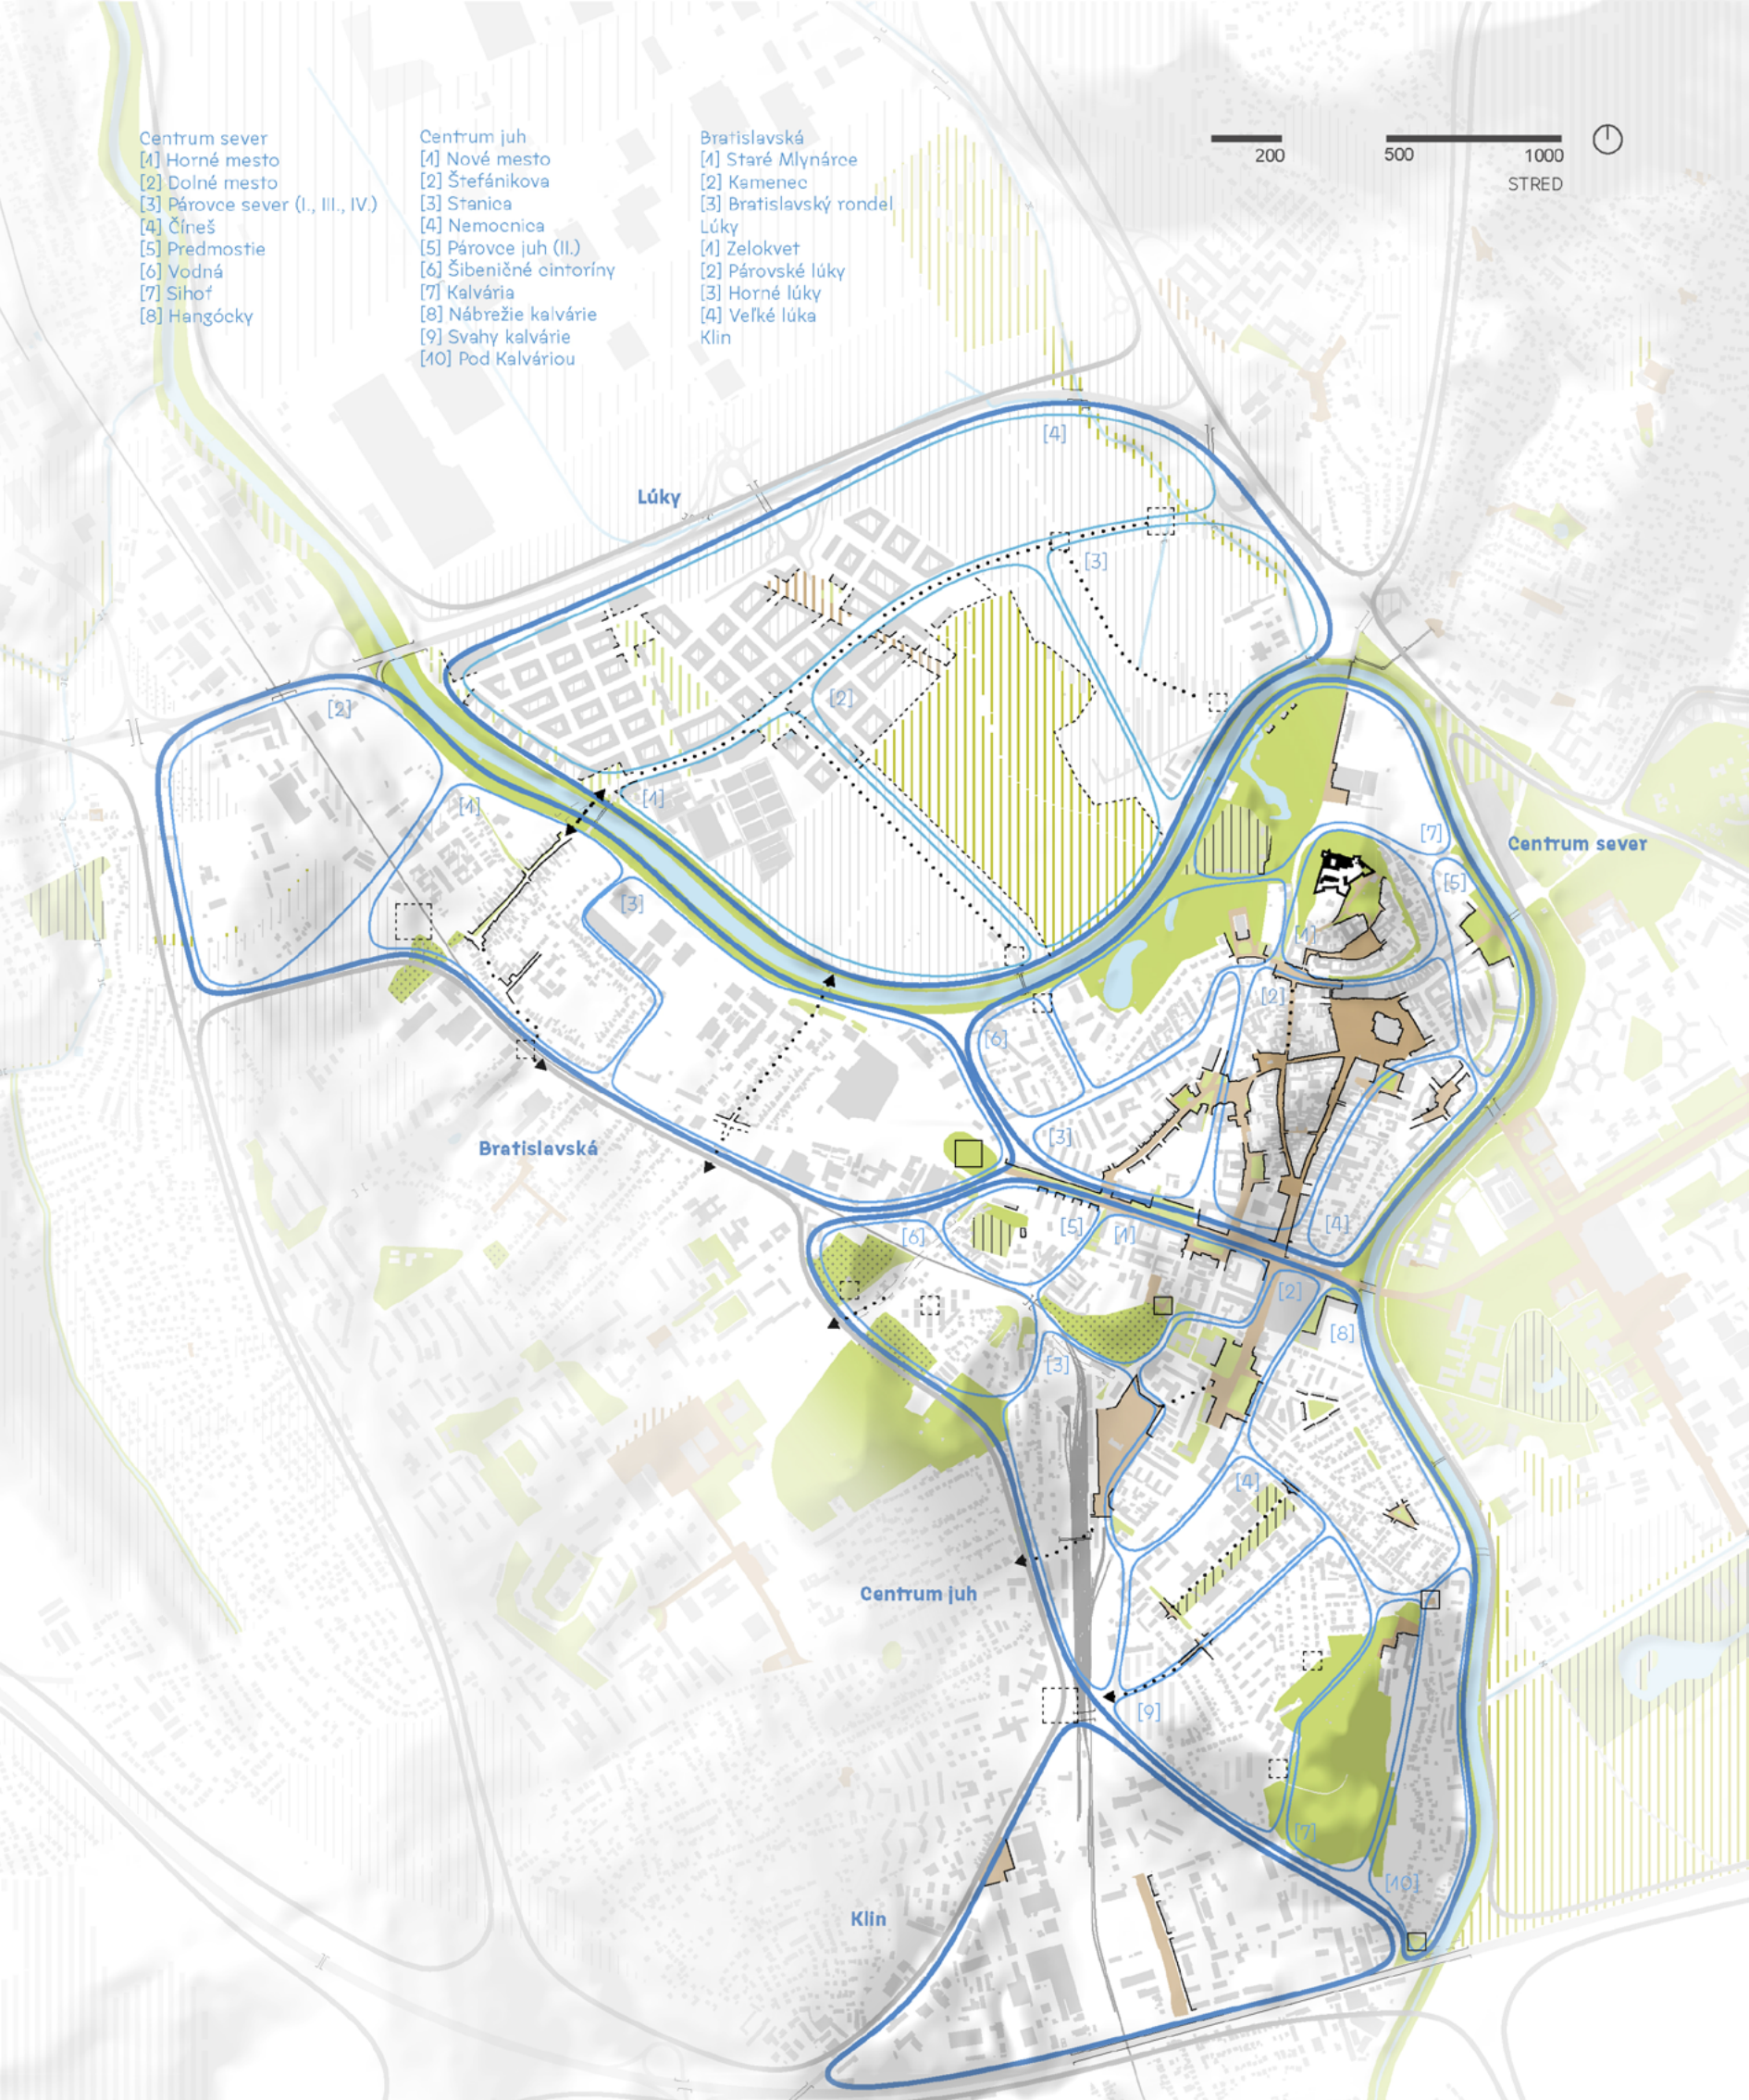 Centrum sever
[1] Horné mesto
[2] Dolné mesto
[3] Párovce sever (I., III., IV.)
[4] Číneš
[5] Predmostie
[6] Vodná
[7] Sihoť
[8] Hangócky
Centrum juh
[1] Nové mesto
[2] Štefánikova
[3] Stanica
[4] Nemocnica
[5] Párovce juh (II.)
[6] Šibeničné cintoríny
[7] Kalvária
[8] Nábrežie kalvárie
[9] Svahy kalvárie
[10] Pod Kalváriou
Bratislavská
[1] Staré Mlynárce
[2] Kamenec
[3] Bratislavský rondel
Lúky
[1] Zelokvet
[2] Párovské lúky
[3] Horné lúky
[4] Veľké lúka
Klin
200
500
1000
STRED
[4]
Lúky
[3]
[2]
[2]
[1]
[1]
[7]
Centrum sever
[5]
[3]
[1]
[2]
[6]
[3]
Bratislavská
[4]
[5]
[1]
[6]
[2]
[8]
[3]
[4]
Centrum juh
[9]
[7]
[10]
Klin